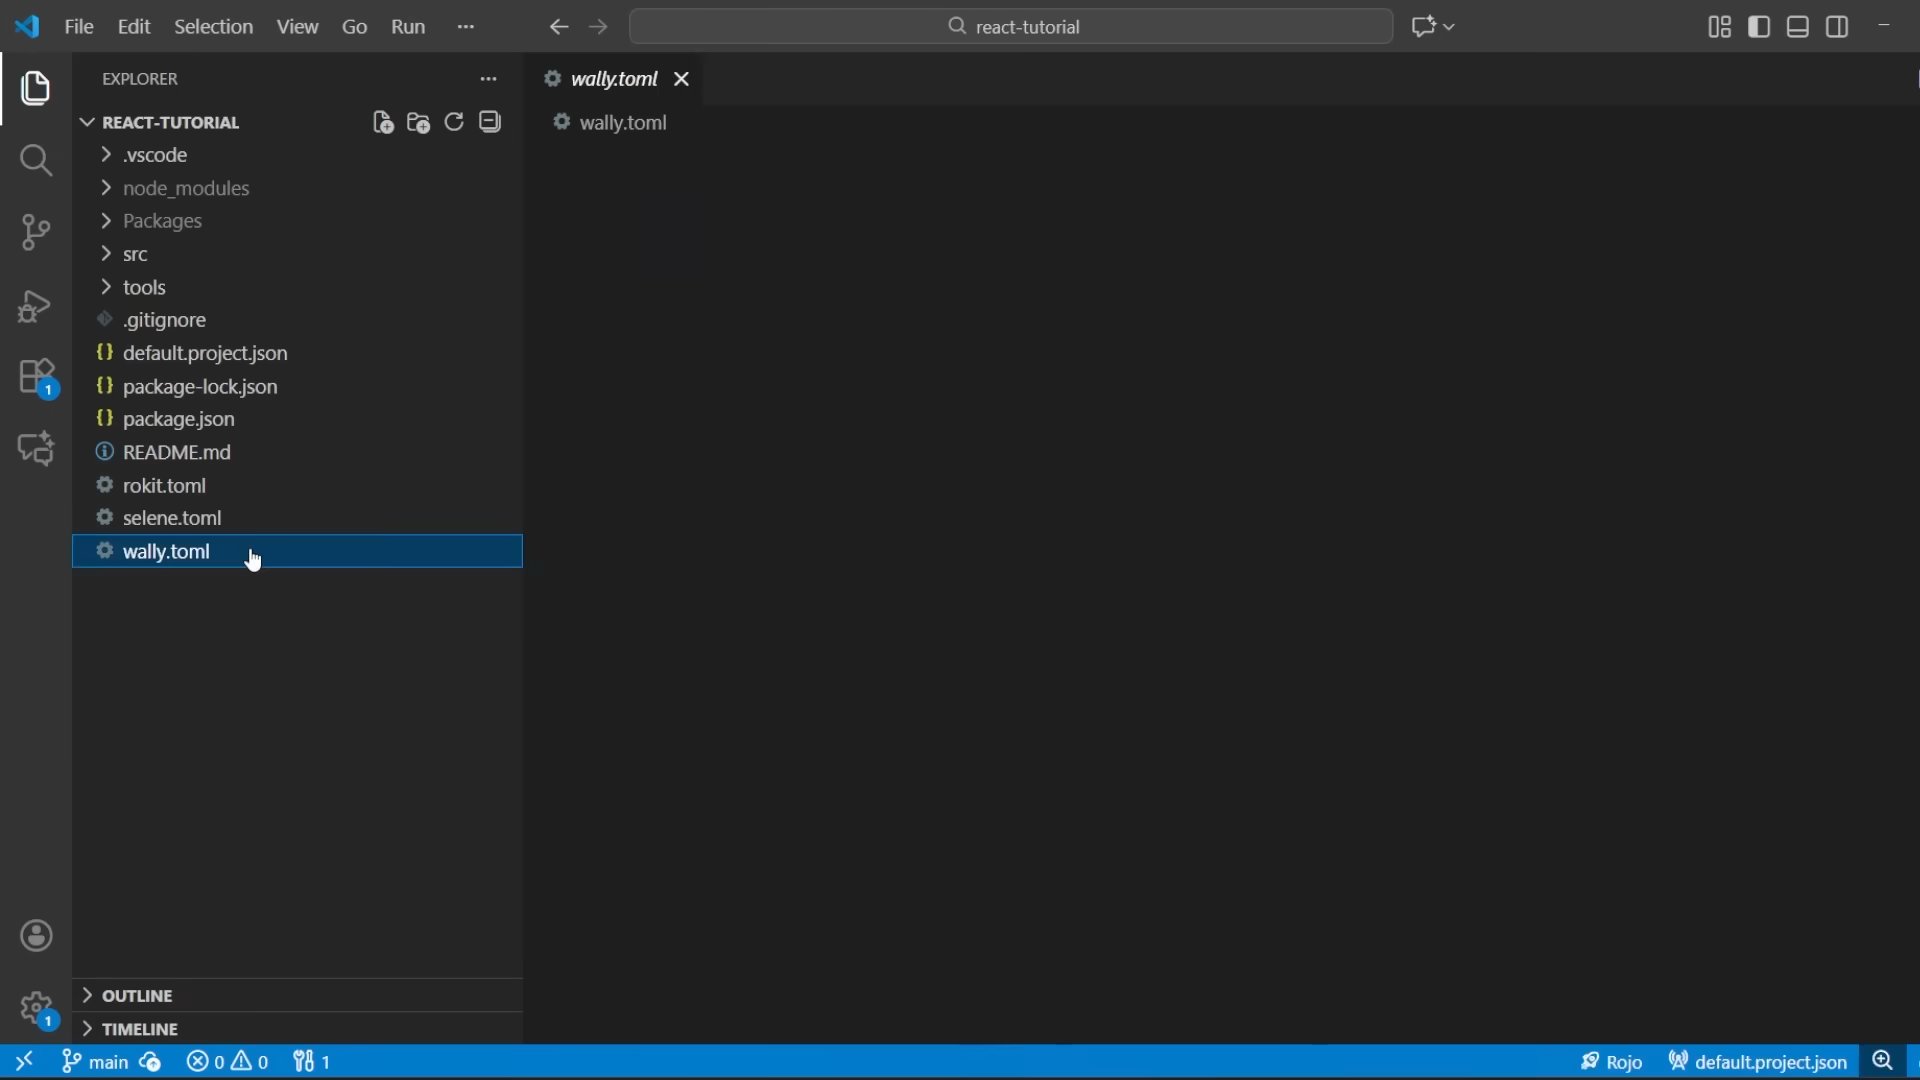 File Edit Selection View Go Run ···
react-tutorial
EXPLORER ···
REACT-TUTORIAL
.vscode
node_modules
Packages
src
tools
.gitignore
{} default.project.json
{} package-lock.json
{} package.json
README.md
rokit.toml
selene.toml
wally.toml
1
1
OUTLINE
TIMELINE
wally.toml
wally.toml
main 0 0 1
Rojo default.project.json